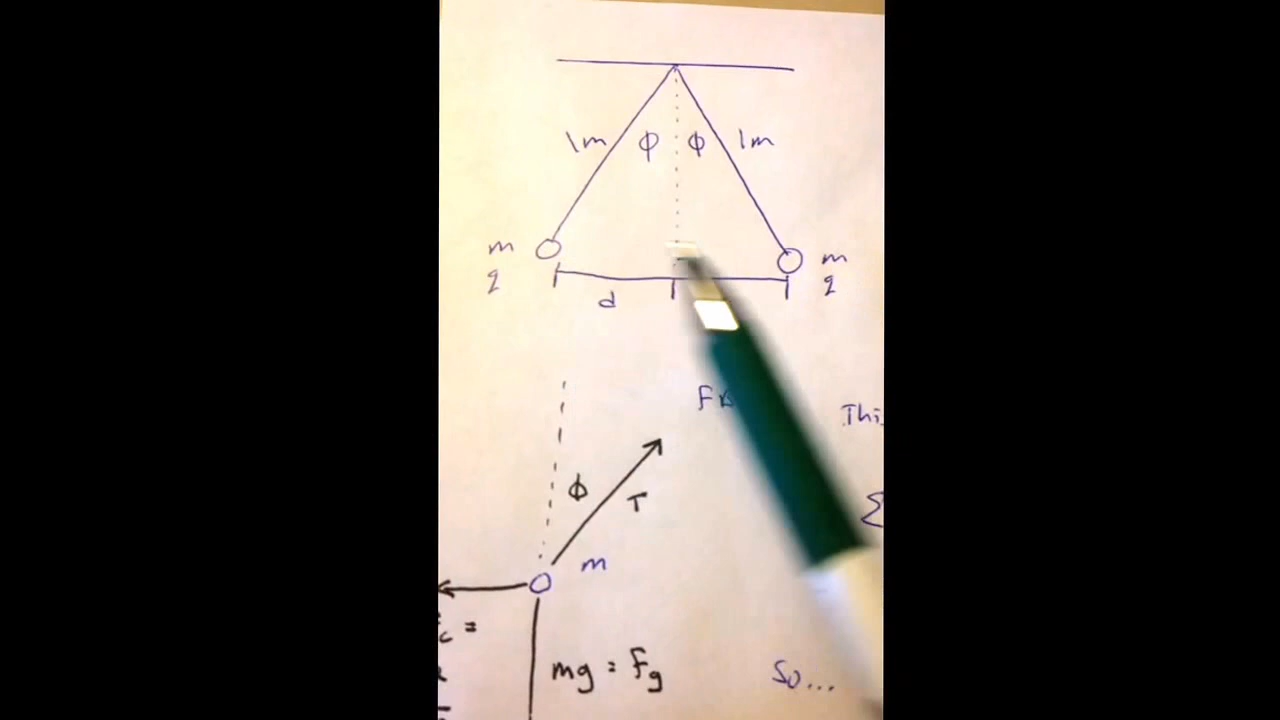 1m φ φ 1m
m m
q q
d
φ
T
m
mg = Fg
So...